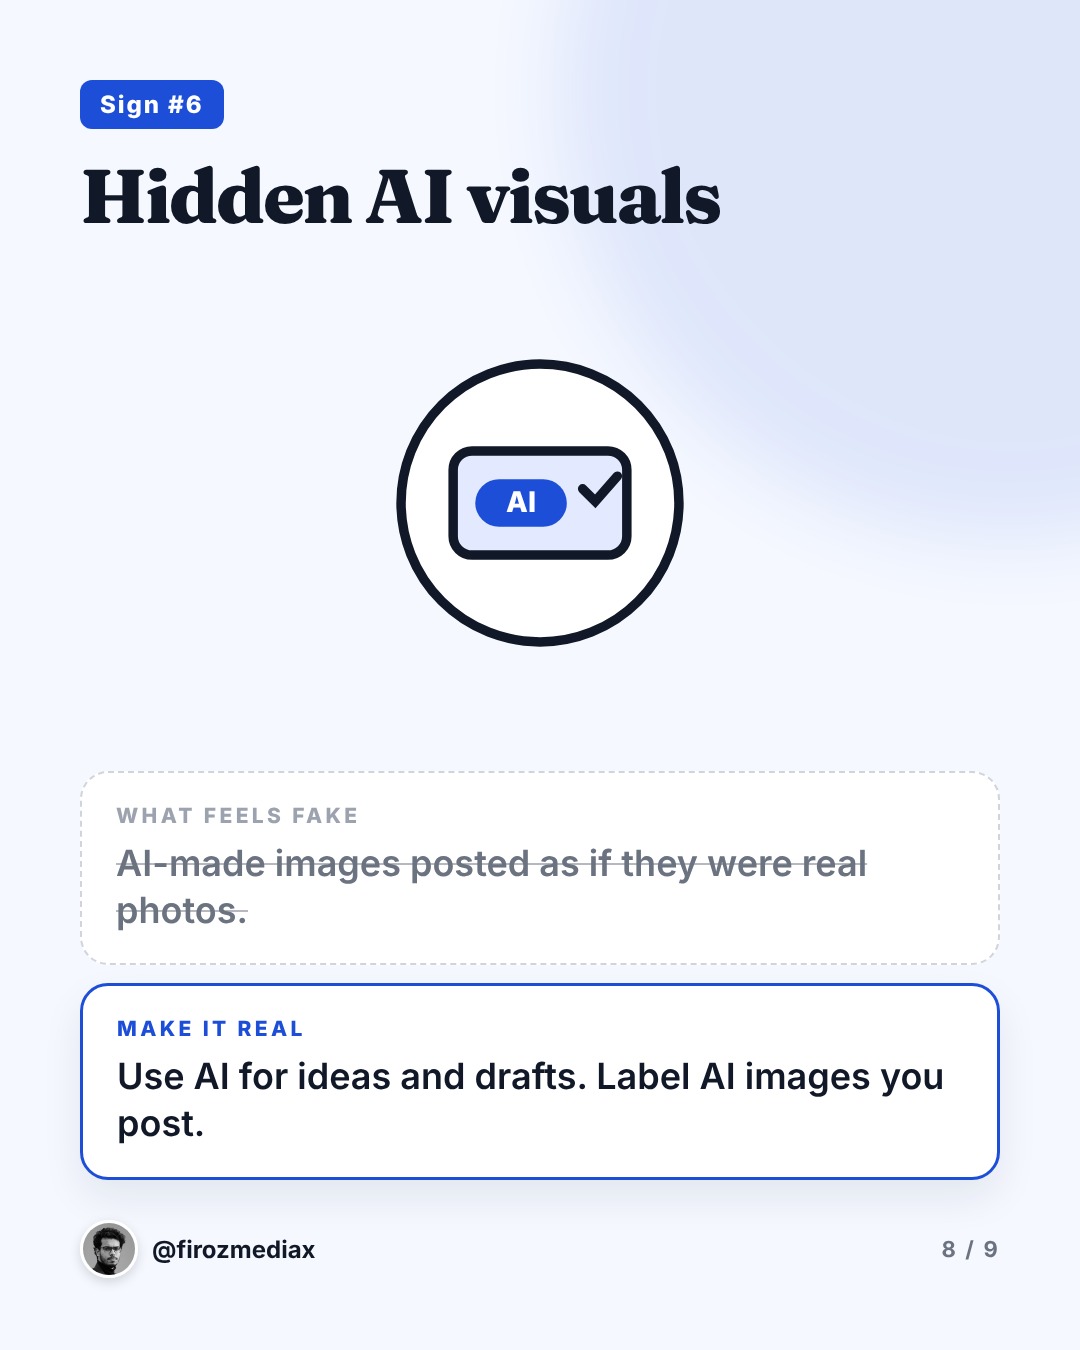 Sign #6
Hidden AI visuals
AI
WHAT FEELS FAKE
AI-made images posted as if they were real
photos.
MAKE IT REAL
Use AI for ideas and drafts. Label AI images you
post.
@firozmediax
8 / 9